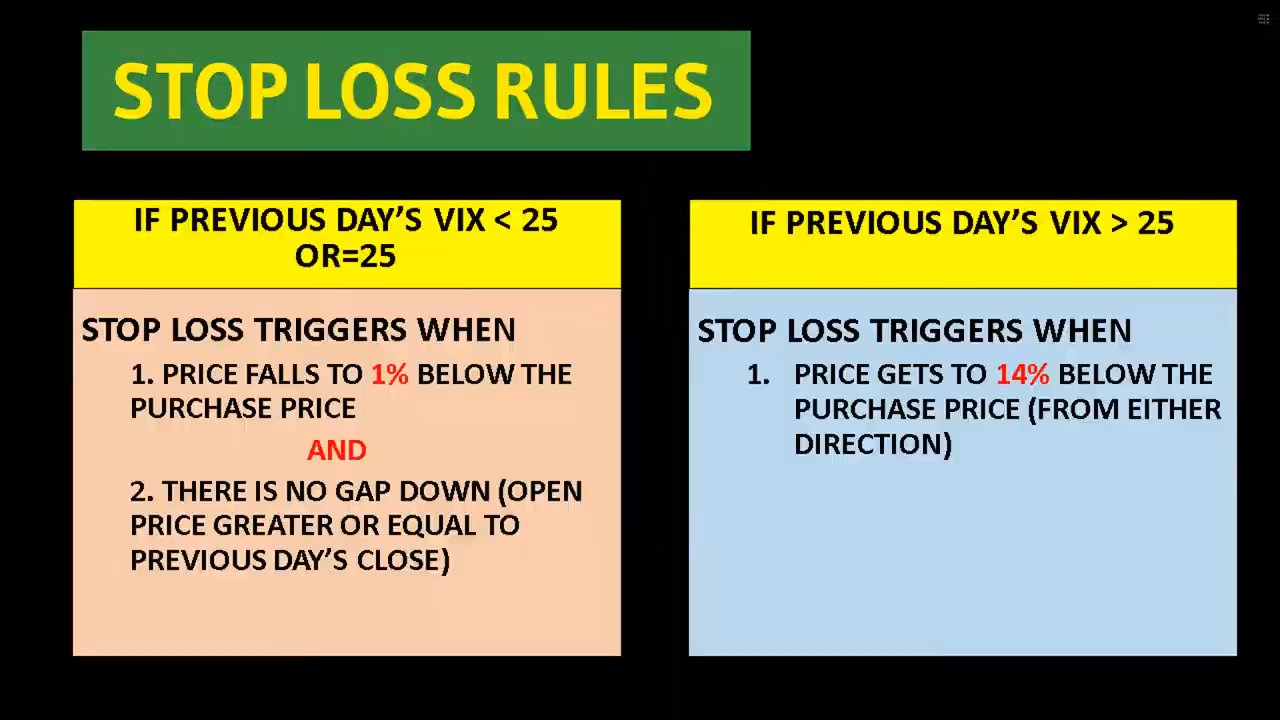 STOP LOSS RULES
IF PREVIOUS DAY’S VIX < 25
OR=25
STOP LOSS TRIGGERS WHEN
1. PRICE FALLS TO 1% BELOW THE
PURCHASE PRICE
AND
2. THERE IS NO GAP DOWN (OPEN
PRICE GREATER OR EQUAL TO
PREVIOUS DAY’S CLOSE)
IF PREVIOUS DAY’S VIX > 25
STOP LOSS TRIGGERS WHEN
1. PRICE GETS TO 14% BELOW THE
PURCHASE PRICE (FROM EITHER
DIRECTION)